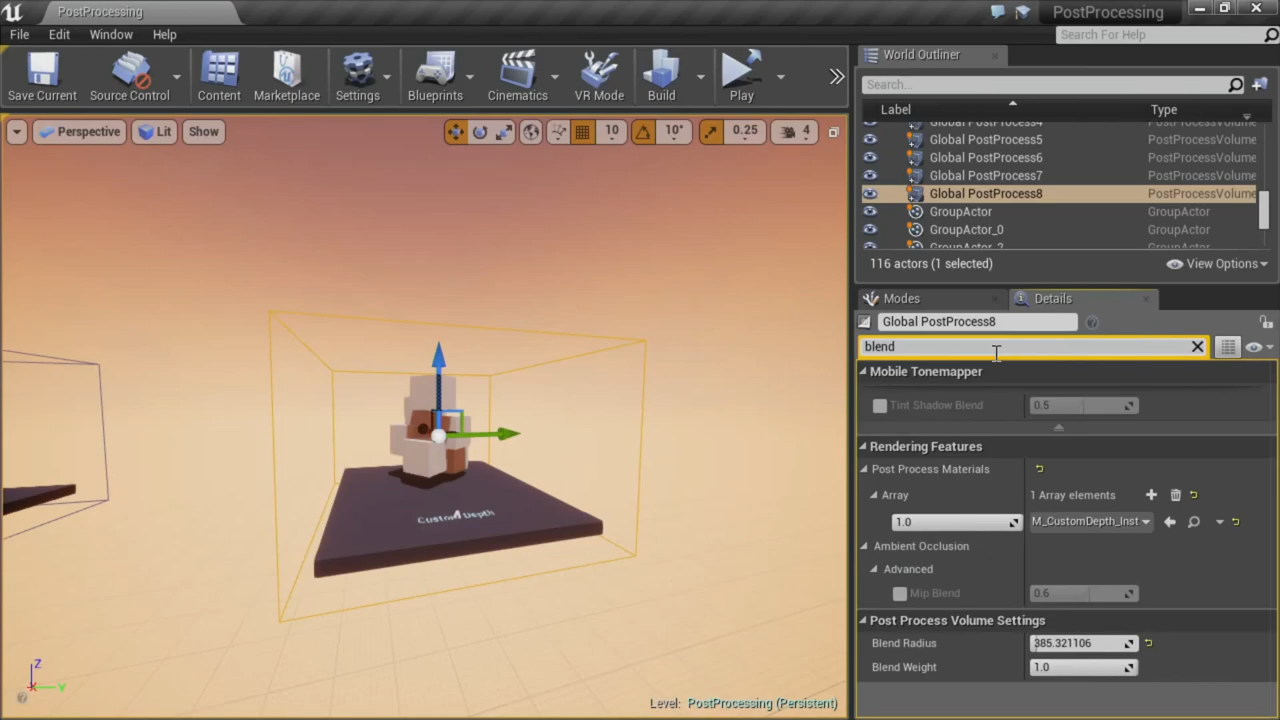 PostProcessing
PostProcessing
File Edit Window Help
Search For Help
Save Current Source Control Content Marketplace Settings Blueprints Cinematics VR Mode Build Play
World Outliner
Search...
Label Type
Global PostProcess4 PostProcessVolume
Global PostProcess5 PostProcessVolume
Global PostProcess6 PostProcessVolume
Global PostProcess7 PostProcessVolume
Global PostProcess8 PostProcessVolume
GroupActor GroupActor
GroupActor_0 GroupActor
GroupActor_2 GroupActor
116 actors (1 selected) View Options
Perspective Lit Show 10 10° 0.25 4
Custom Depth
Z
X Y
Level: PostProcessing (Persistent)
Modes Details
Global PostProcess8
blend
Mobile Tonemapper
Tint Shadow Blend 0.5
Rendering Features
Post Process Materials
Array 1 Array elements
1.0 M_CustomDepth_Inst
Ambient Occlusion
Advanced
Mip Blend 0.6
Post Process Volume Settings
Blend Radius 385.321106
Blend Weight 1.0